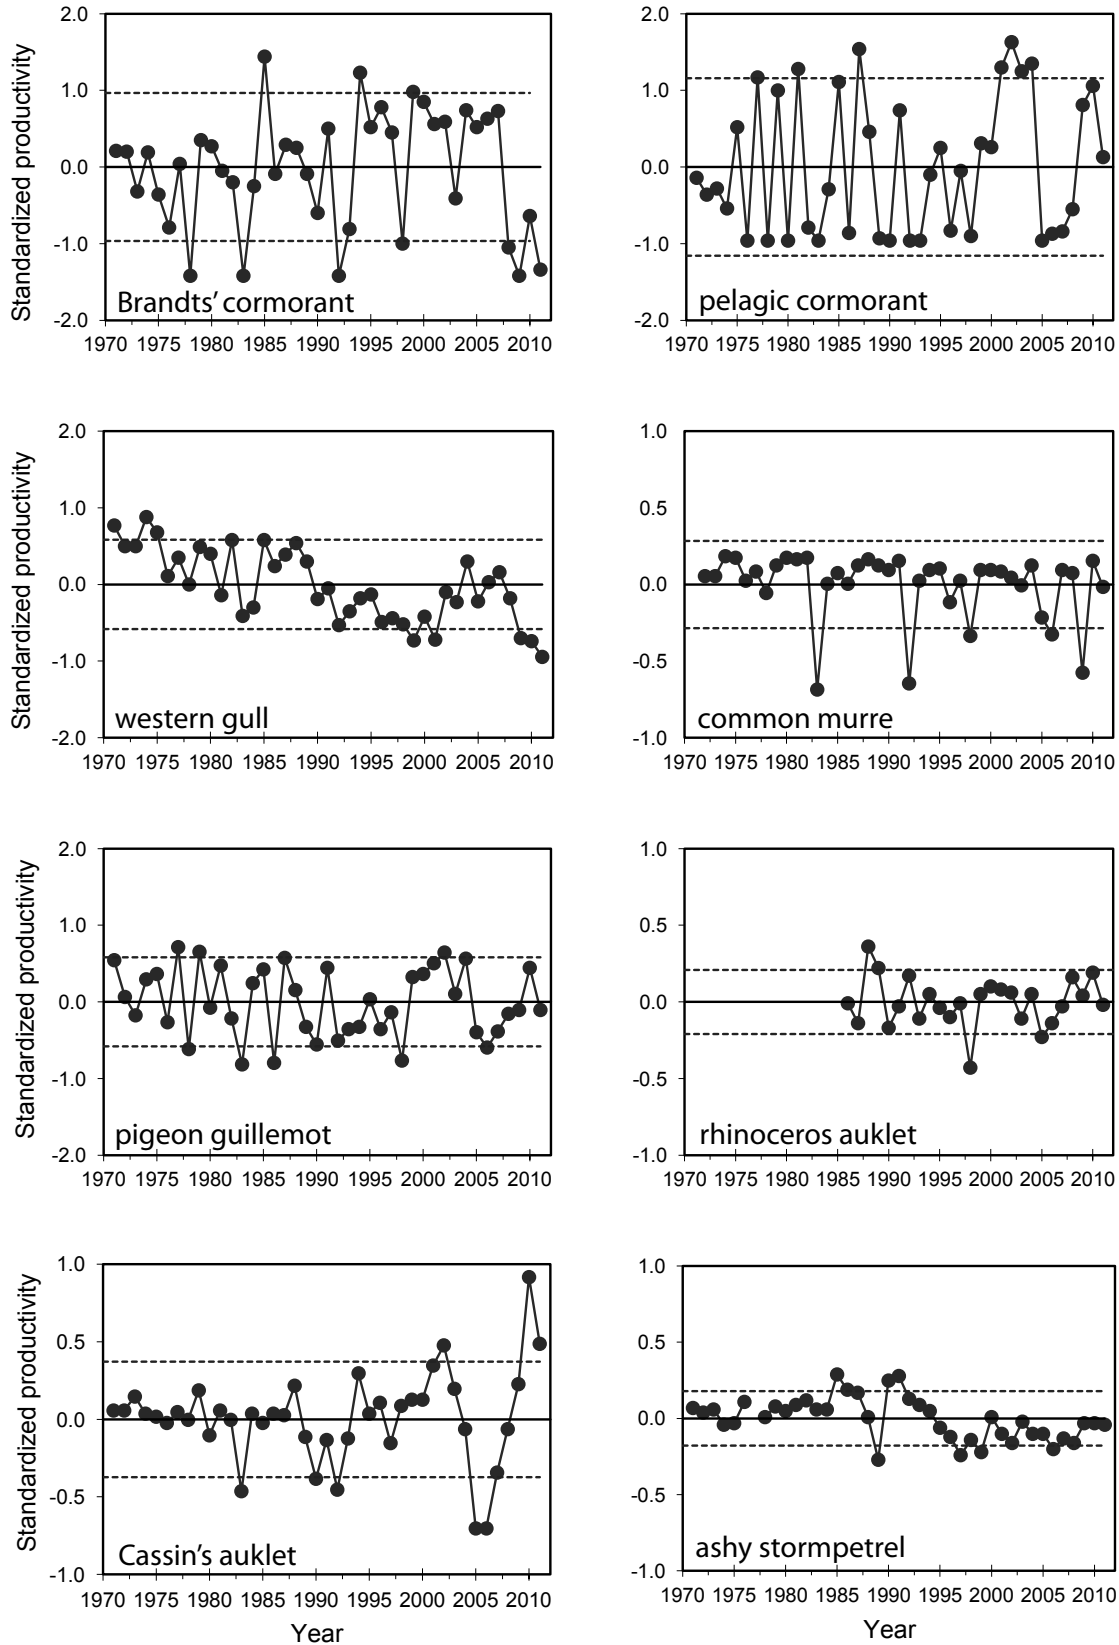 Standardized productivity
2.0
1.0
0.0
-1.0
-2.0
Brandts’ cormorant
1970 1975 1980 1985 1990 1995 2000 2005 2010
2.0
1.0
0.0
-1.0
-2.0
pelagic cormorant
1970 1975 1980 1985 1990 1995 2000 2005 2010
Standardized productivity
2.0
1.0
0.0
-1.0
-2.0
western gull
1970 1975 1980 1985 1990 1995 2000 2005 2010
1.0
0.5
0.0
-0.5
-1.0
common murre
1970 1975 1980 1985 1990 1995 2000 2005 2010
Standardized productivity
2.0
1.0
0.0
-1.0
-2.0
pigeon guillemot
1970 1975 1980 1985 1990 1995 2000 2005 2010
1.0
0.5
0.0
-0.5
-1.0
rhinoceros auklet
1970 1975 1980 1985 1990 1995 2000 2005 2010
Standardized productivity
1.0
0.5
0.0
-0.5
-1.0
Cassin’s auklet
1970 1975 1980 1985 1990 1995 2000 2005 2010
Year
1.0
0.5
0.0
-0.5
-1.0
ashy stormpetrel
1970 1975 1980 1985 1990 1995 2000 2005 2010
Year